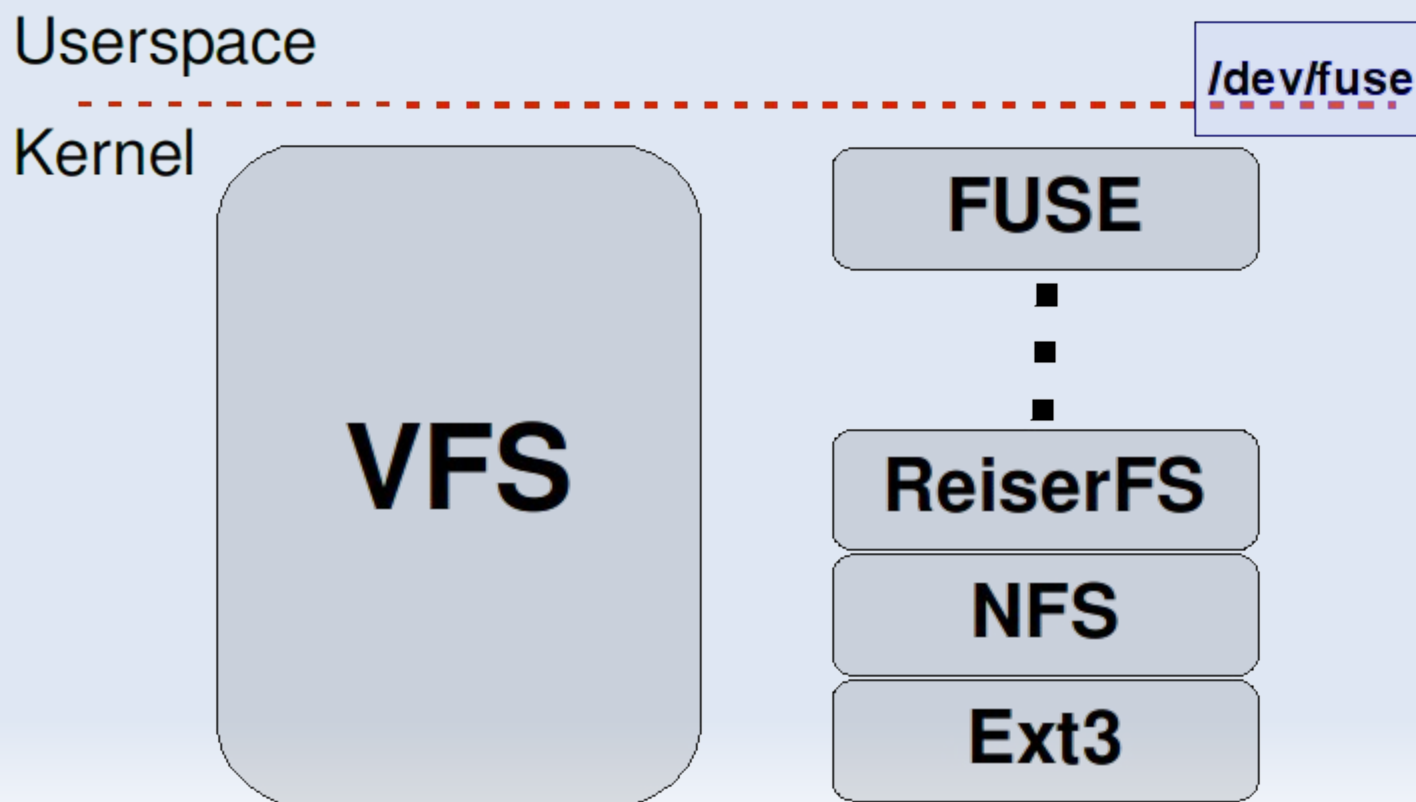 Userspace
/dev/fuse
Kernel
FUSE
VFS
ReiserFS
NFS
Ext3